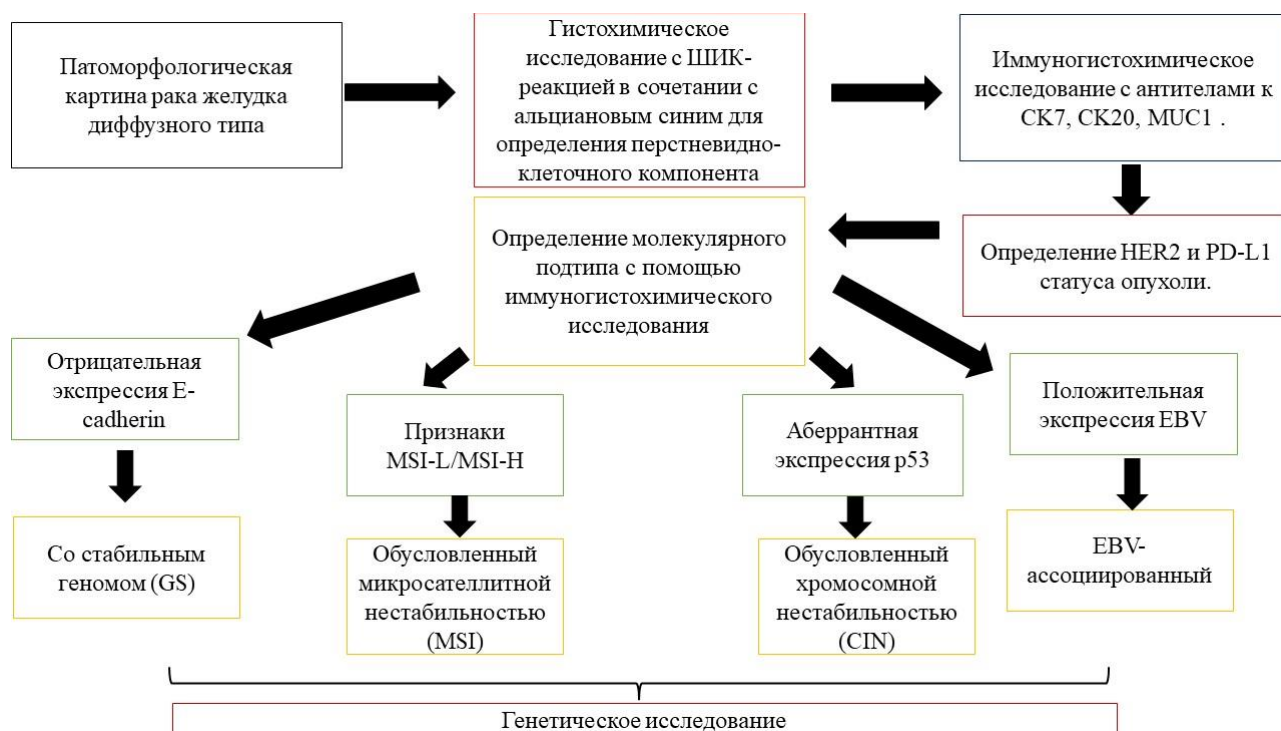 Патоморфологическая
картина рака желудка
диффузного типа
Гистохимическое
исследование с ШИК-
реакцией в сочетании с
альциановым синим для
определения перстневидно-
клеточного компонента
Иммуногистохимическое
исследование с антителами к
CK7, CK20, MUC1 .
Определение HER2 и PD-L1
статуса опухоли.
Определение молекулярного
подтипа с помощью
иммуногистохимического
исследования
Отрицательная
экспрессия E-
cadherin
Признаки
MSI-L/MSI-H
Аберрантная
экспрессия p53
Положительная
экспрессия EBV
Со стабильным
геномом (GS)
Обусловленный
микросателлитной
нестабильностью
(MSI)
Обусловленный
хромосомной
нестабильностью
(CIN)
EBV-
ассоциированный
Генетическое исследование